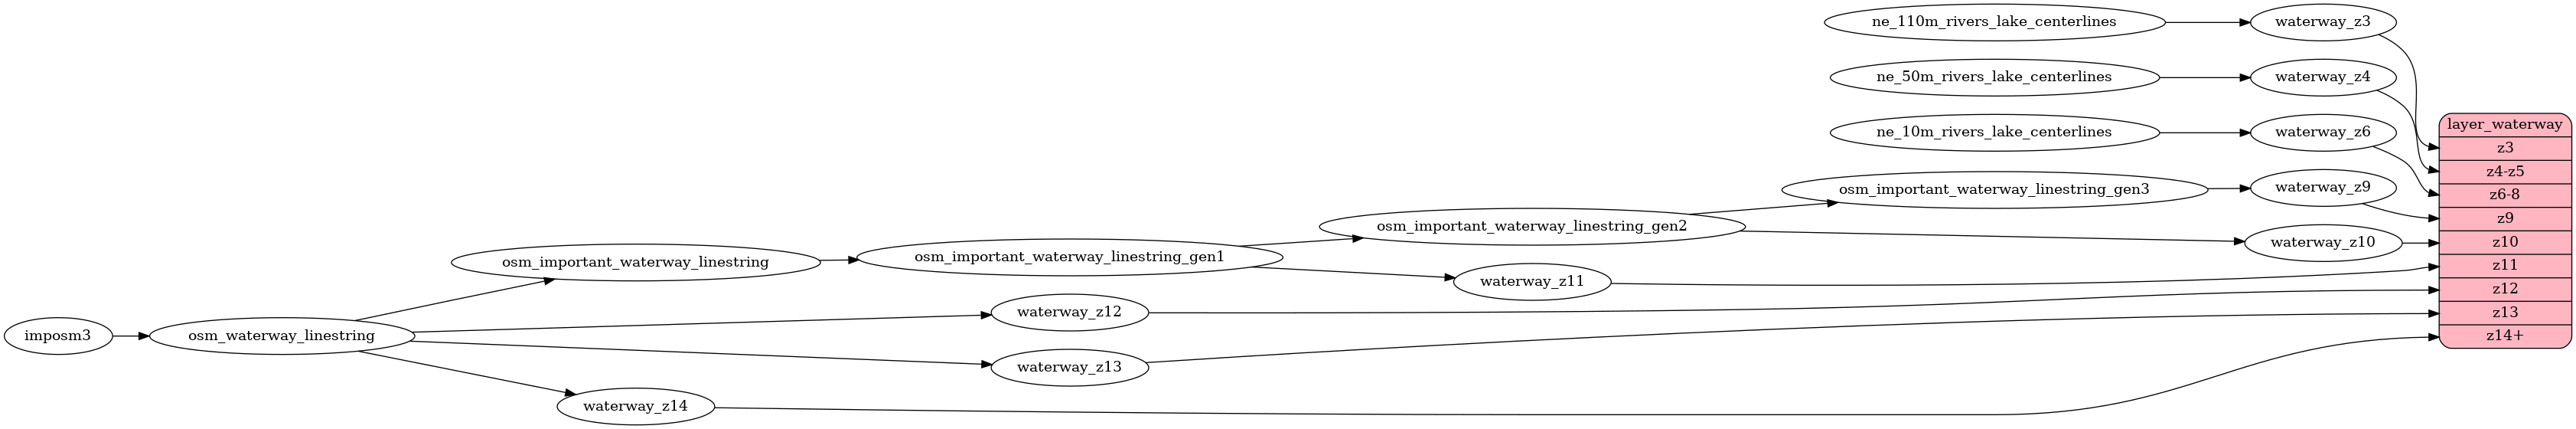 ne_110m_rivers_lake_centerlines
waterway_z3
ne_50m_rivers_lake_centerlines
waterway_z4
ne_10m_rivers_lake_centerlines
waterway_z6
osm_important_waterway_linestring_gen3
waterway_z9
osm_important_waterway_linestring_gen2
waterway_z10
osm_important_waterway_linestring
osm_important_waterway_linestring_gen1
waterway_z11
waterway_z12
imposm3
osm_waterway_linestring
waterway_z13
waterway_z14
layer_waterway
z3
z4-z5
z6-8
z9
z10
z11
z12
z13
z14+